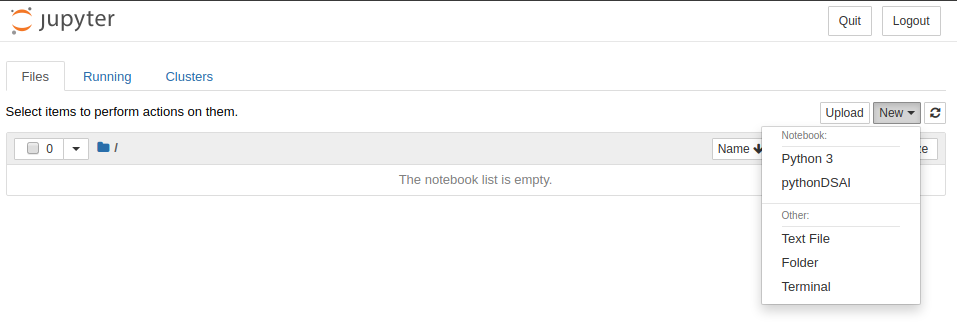 jupyter
Quit
Logout
Files
Running
Clusters
Select items to perform actions on them.
Upload
New
0
/
Name
The notebook list is empty.
Notebook:
Python 3
pythonDSAI
Other:
Text File
Folder
Terminal